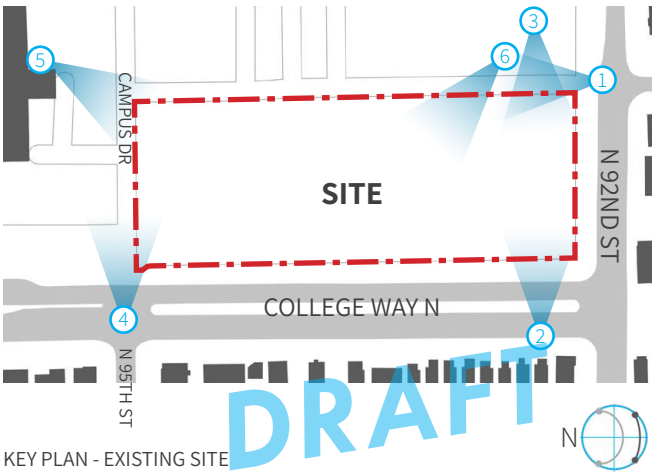 3
5
6
1
CAMPUS DR
N 92ND ST
SITE
COLLEGE WAY N
4
2
N 95TH ST
DRAFT
N
KEY PLAN - EXISTING SITE